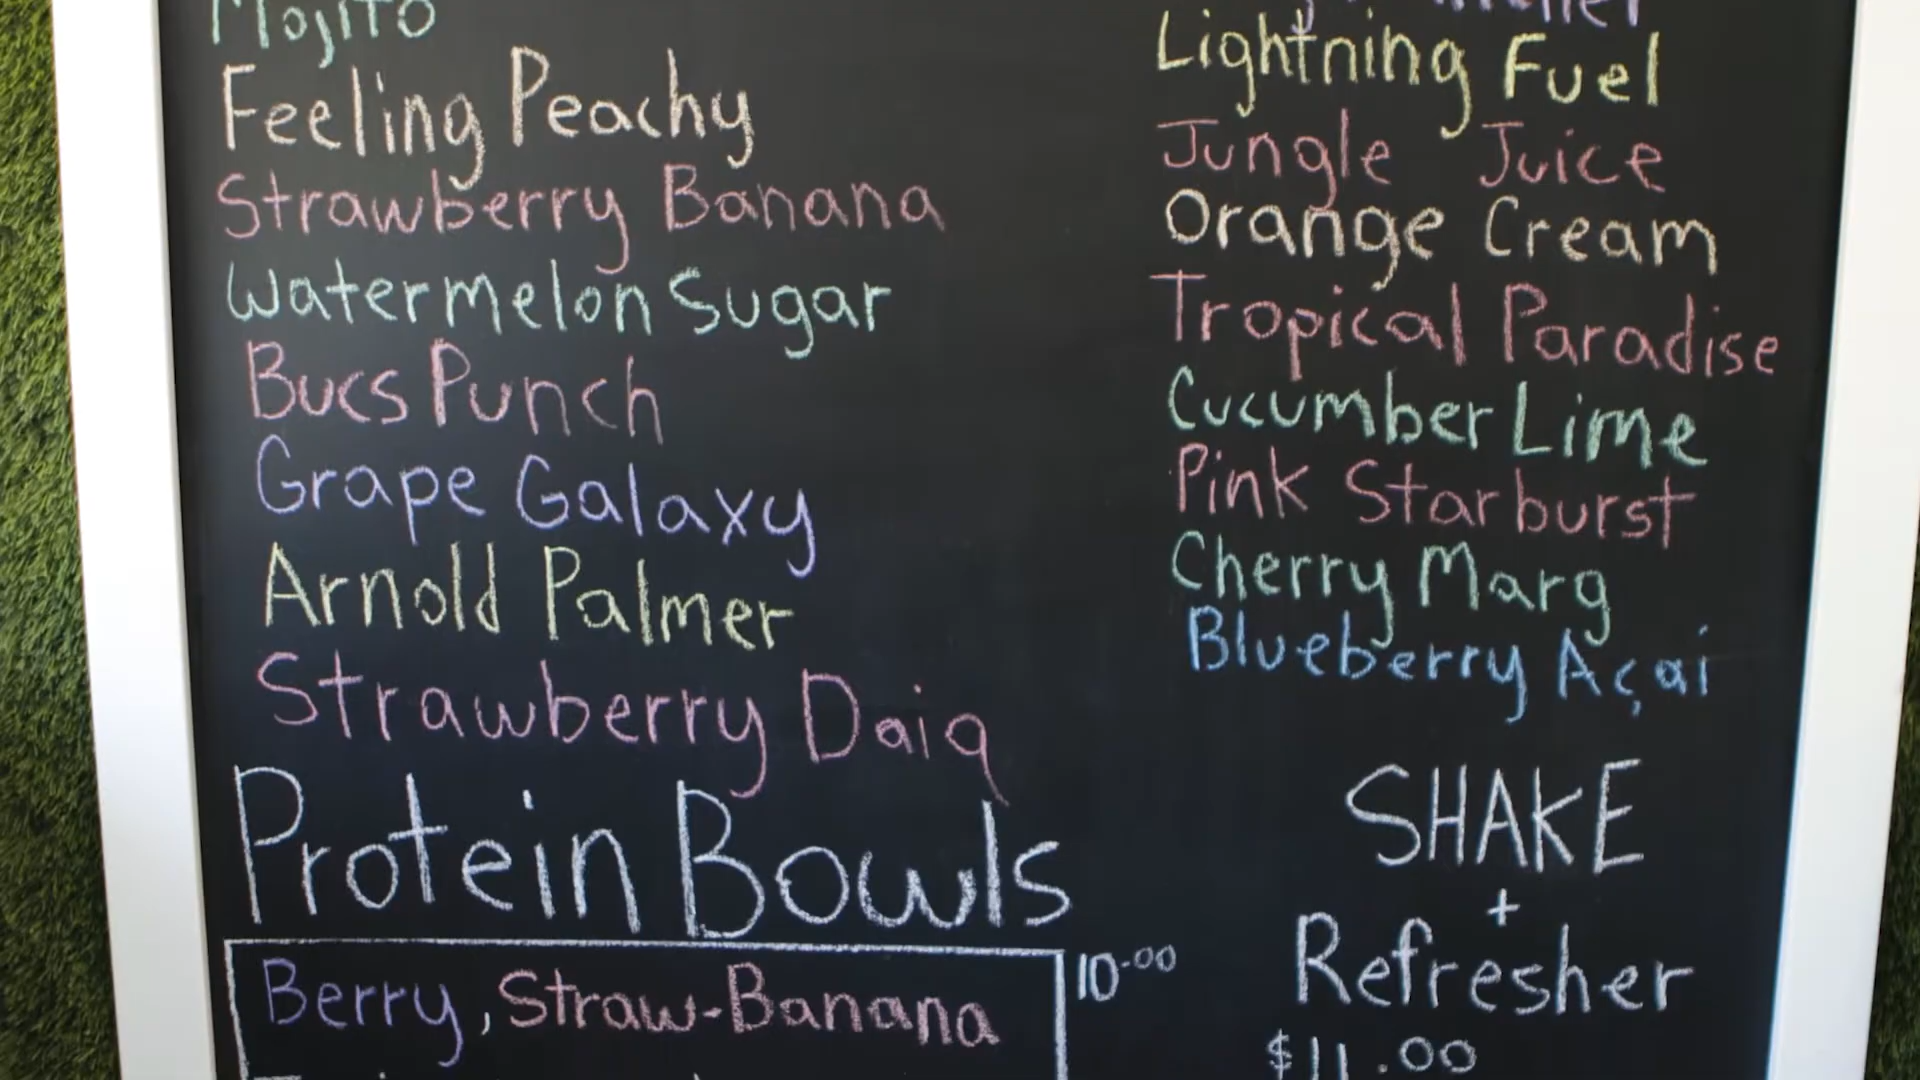 Mojito
Feeling Peachy
Strawberry Banana
Watermelon Sugar
Bucs Punch
Grape Galaxy
Arnold Palmer
Strawberry Daiq
Protein Bowls
Berry, Straw-Banana
10.00
Lightning Fuel
Jungle Juice
Orange Cream
Tropical Paradise
Cucumber Lime
Pink Starburst
Cherry Marg
Blueberry Açai
SHAKE
+
Refresher
$11.00